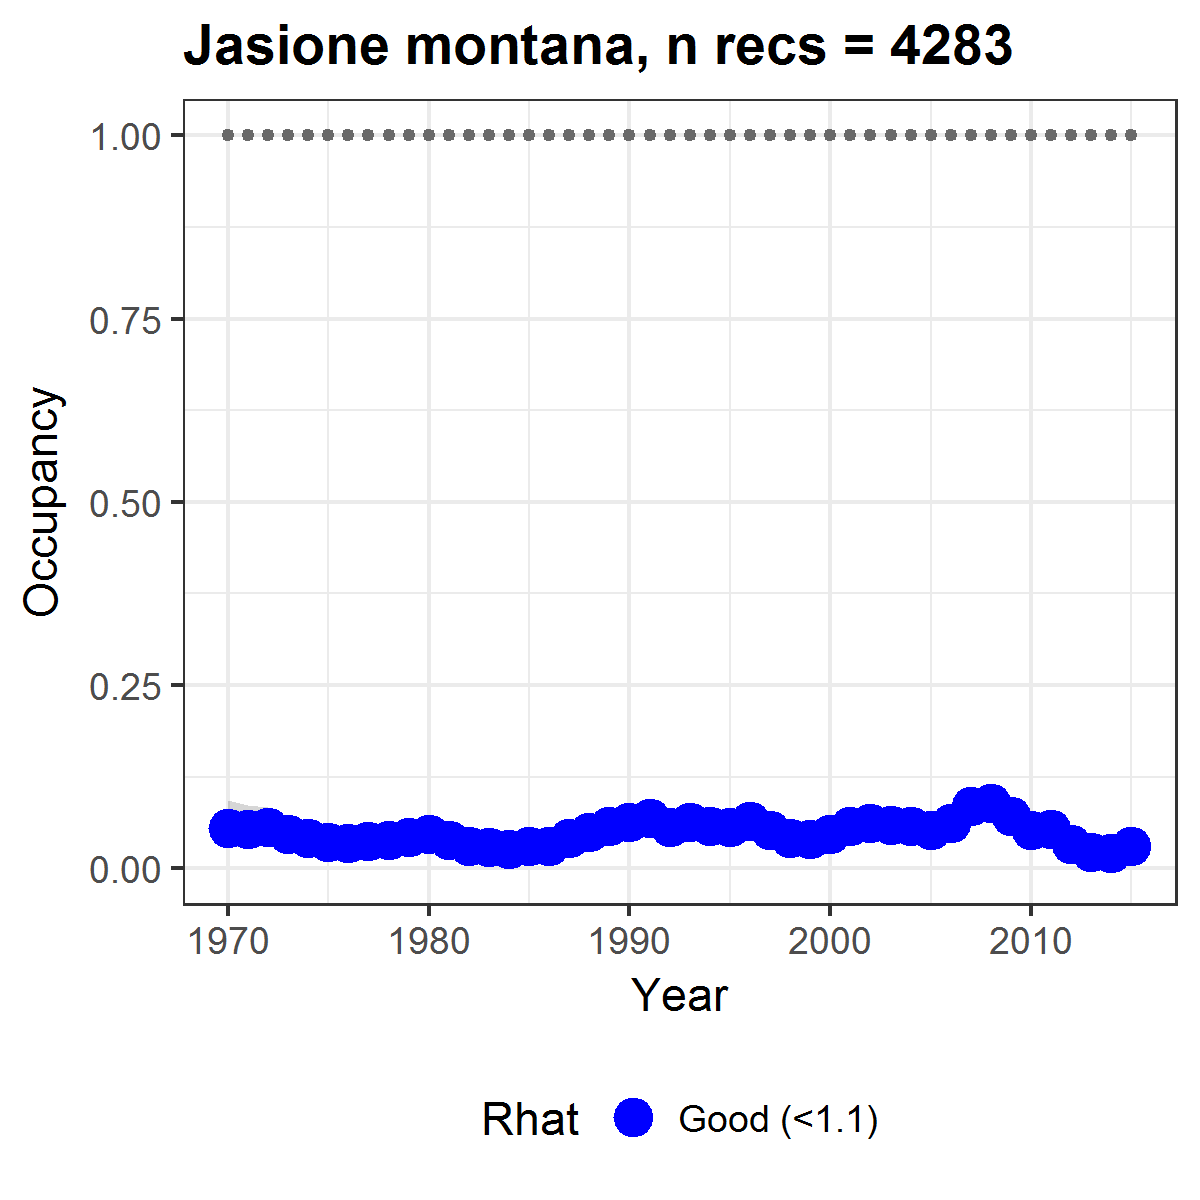 Jasione montana, n recs = 4283
1.00
0.75
0.50
0.25
0.00
Occupancy
1970 1980 1990 2000 2010
Year
Rhat Good (<1.1)